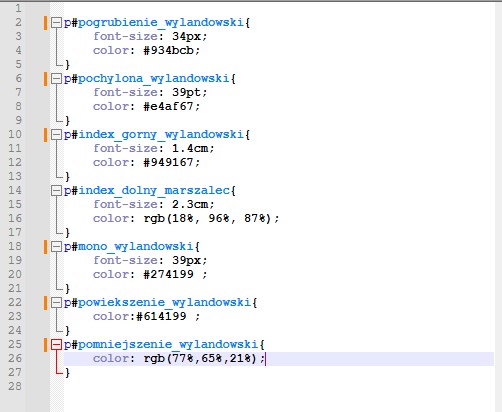 1
2 p#pogrubienie_wylandowski{
3 font-size: 34px;
4 color: #934bcb;
5 }
6 p#pochylona_wylandowski{
7 font-size: 39pt;
8 color: #e4af67;
9 }
10 p#index_gorny_wylandowski{
11 font-size: 1.4cm;
12 color: #949167;
13 }
14 p#index_dolny_marszalec{
15 font-size: 2.3cm;
16 color: rgb(18%, 96%, 87%);
17 }
18 p#mono_wylandowski{
19 font-size: 39px;
20 color: #274199 ;
21 }
22 p#powiekszenie_wylandowski{
23 color:#614199 ;
24 }
25 p#pomniejszenie_wylandowski{
26 color: rgb(77%,65%,21%);
27 }
28